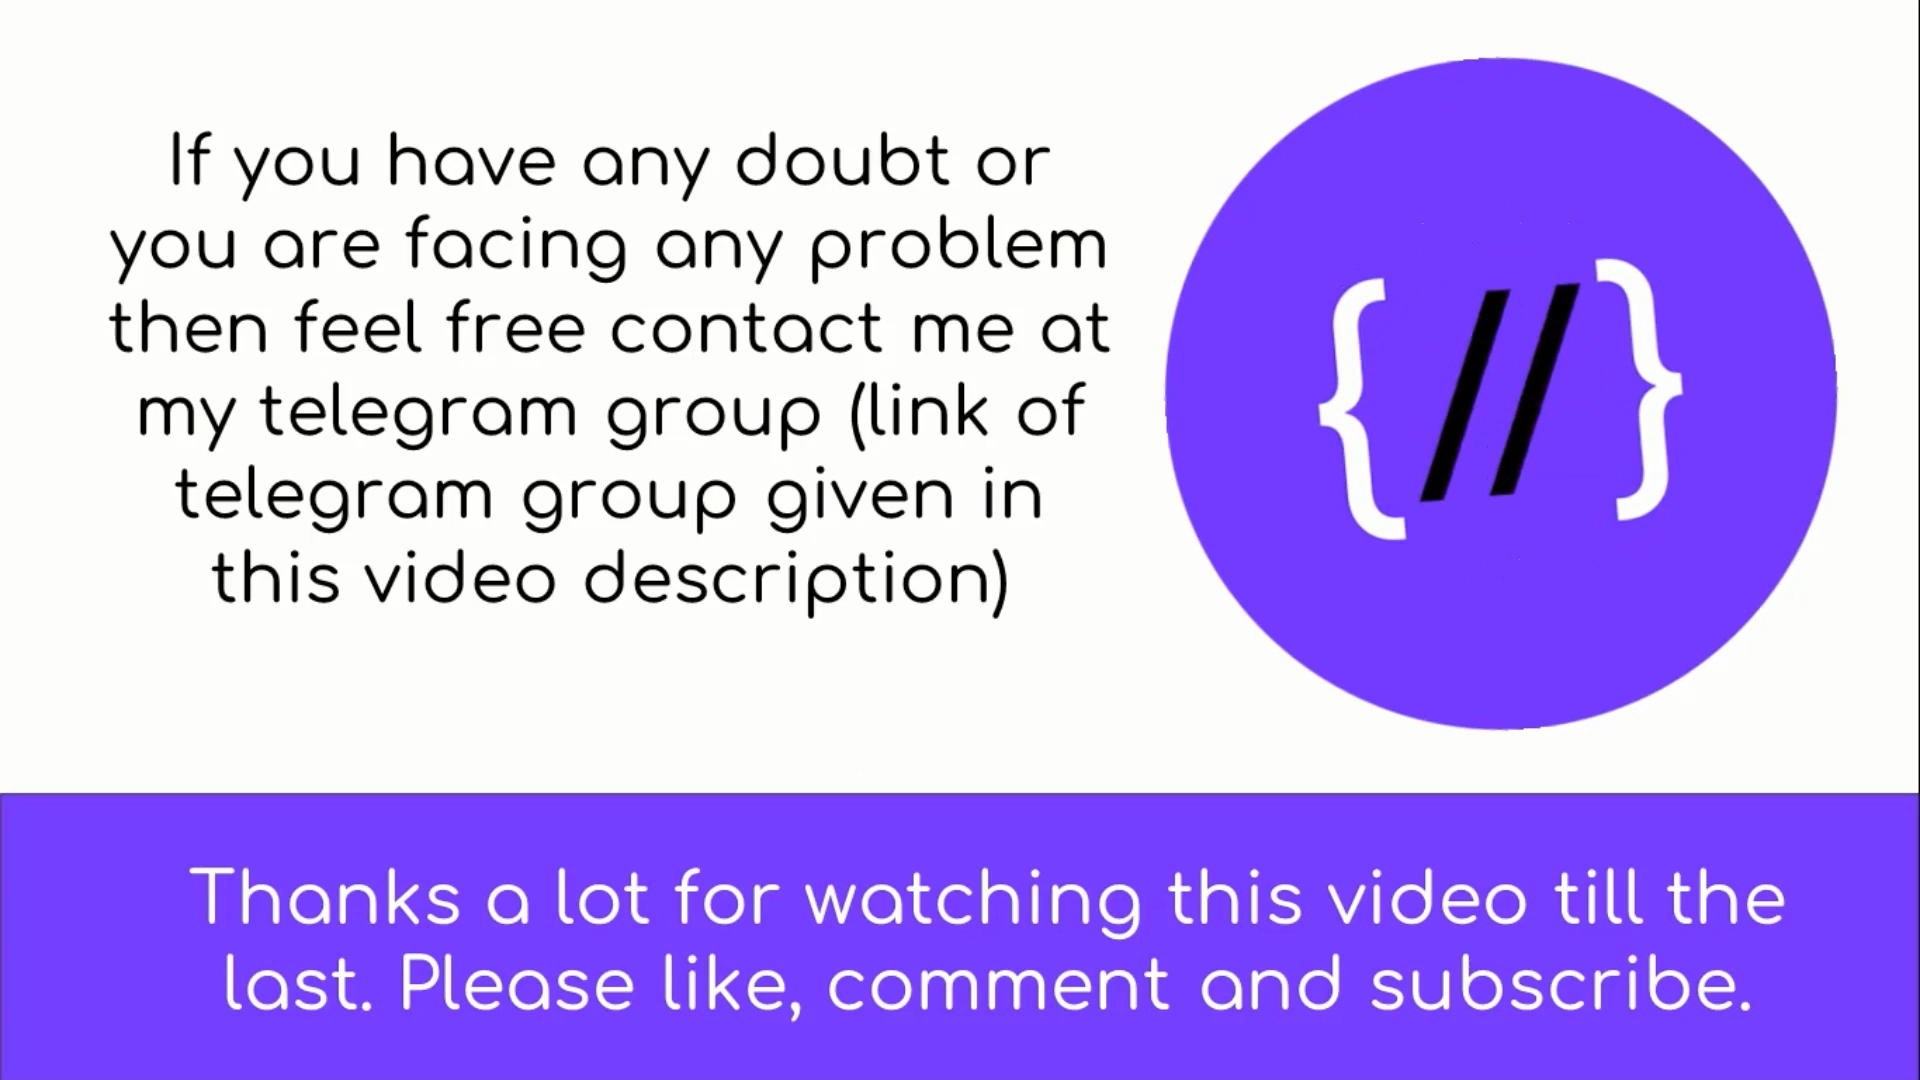 If you have any doubt or
you are facing any problem
then feel free contact me at
my telegram group (link of
telegram group given in
this video description)
{//}
Thanks a lot for watching this video till the
last. Please like, comment and subscribe.